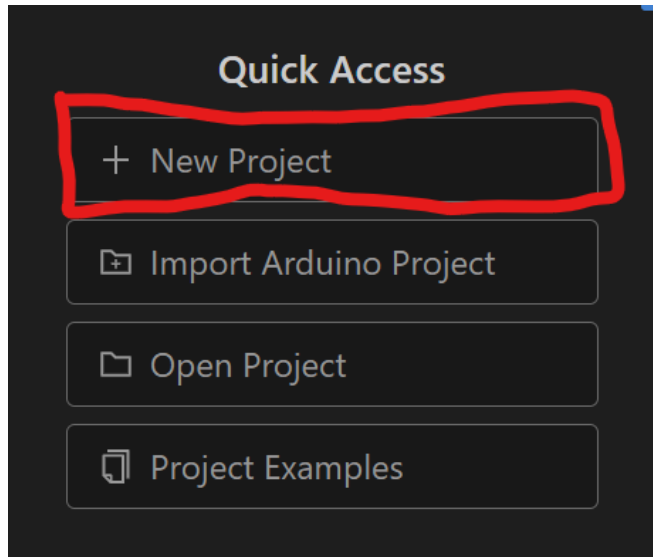 Quick Access
New Project
Import Arduino Project
Open Project
Project Examples